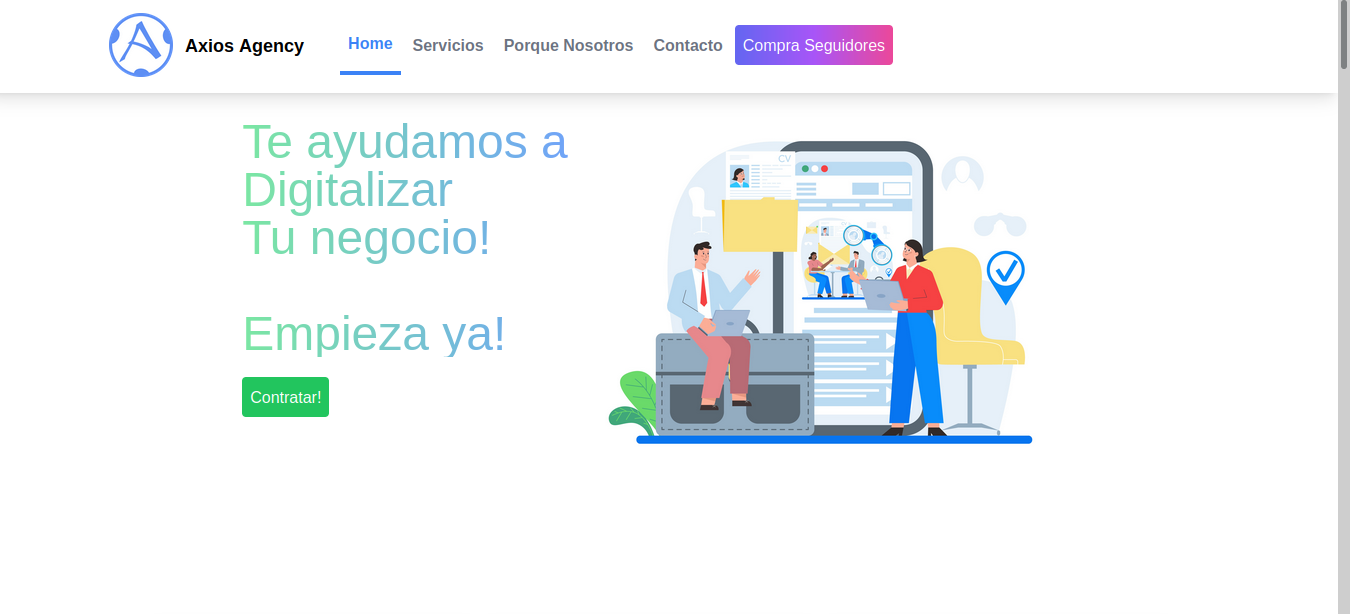 Axios Agency
Home
Servicios
Porque Nosotros
Contacto
Compra Seguidores
Te ayudamos a
Digitalizar
Tu negocio!
Empieza ya!
Contratar!
CV